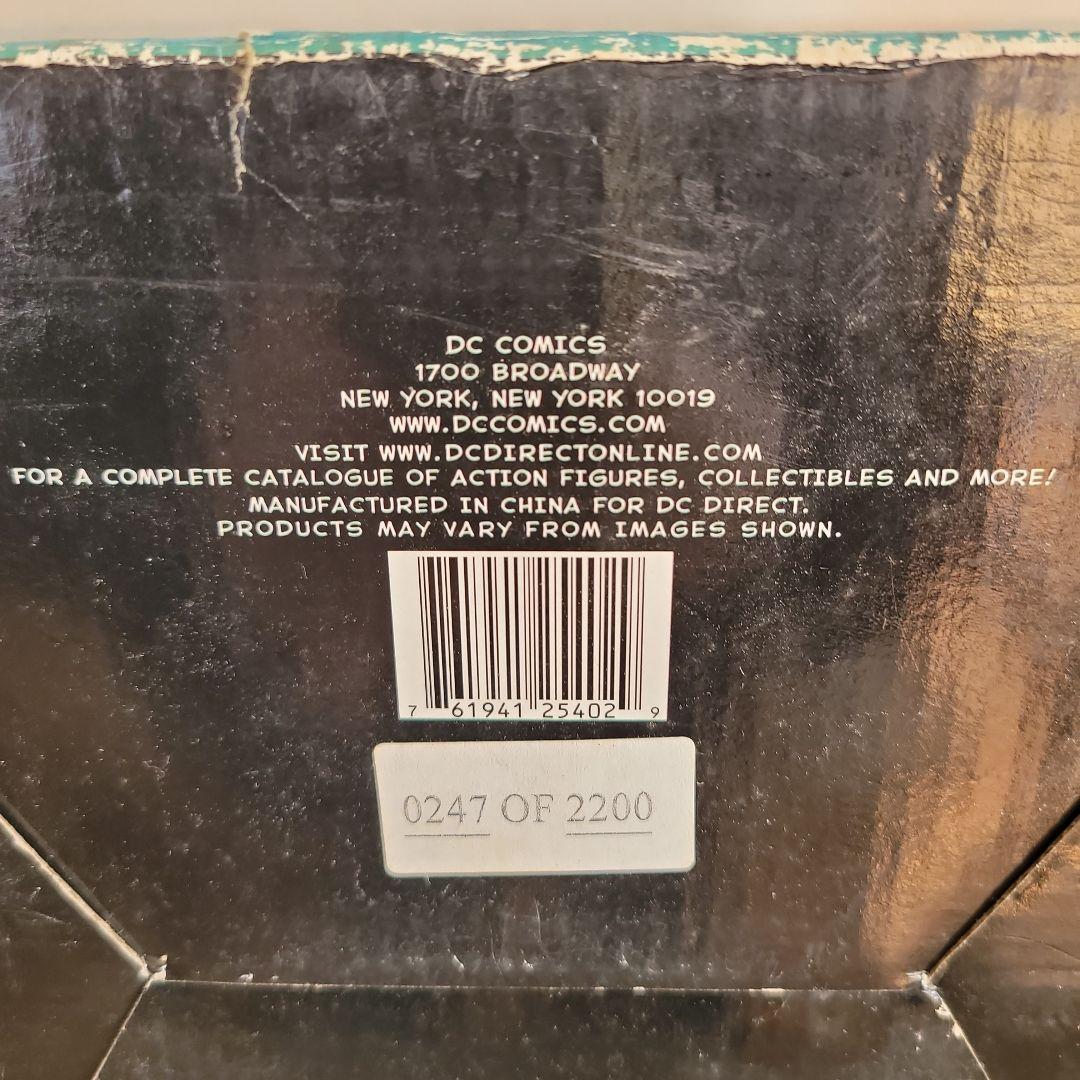 DC COMICS
1700 BROADWAY
NEW YORK, NEW YORK 10019
WWW.DCCOMICS.COM
VISIT WWW.DCDIRECTONLINE.COM
FOR A COMPLETE CATALOGUE OF ACTION FIGURES, COLLECTIBLES AND MORE!
MANUFACTURED IN CHINA FOR DC DIRECT.
PRODUCTS MAY VARY FROM IMAGES SHOWN.
7 61941 25402 9
0247 OF 2200